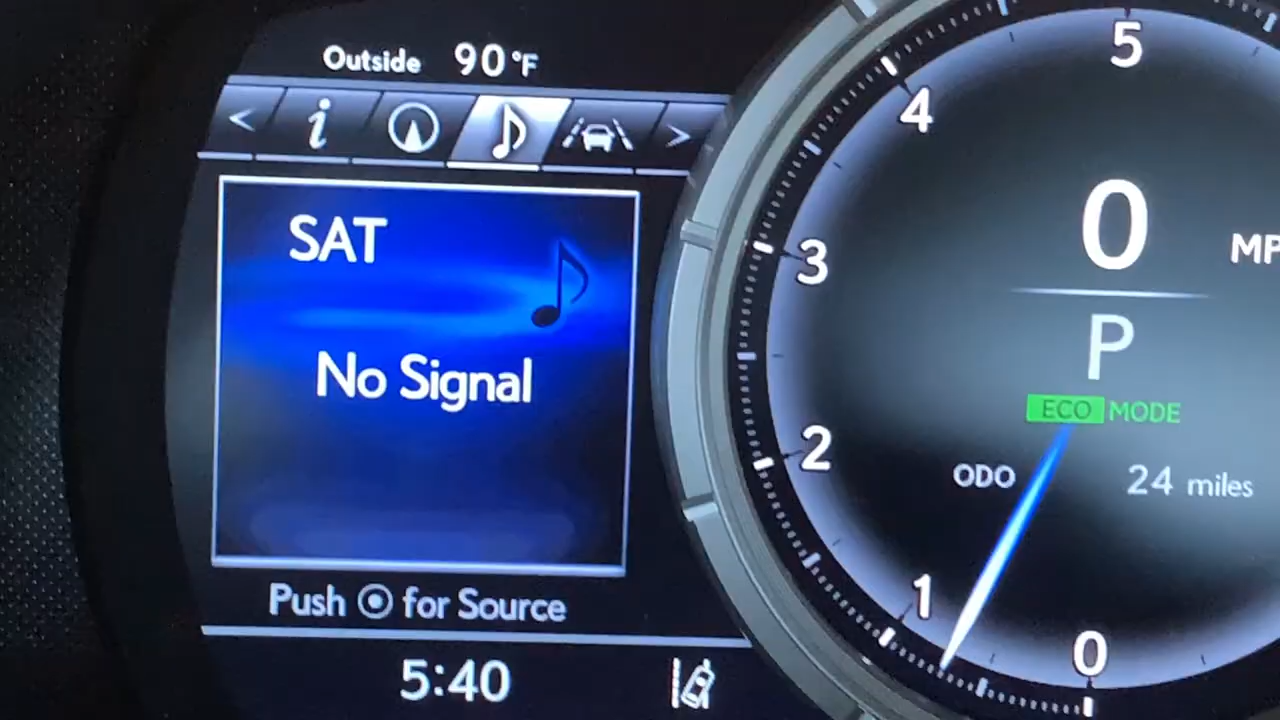 Outside 90°F
SAT
No Signal
Push for Source
5:40
5
4
3
2
1
0
0
MP
P
ECO MODE
ODO 24 miles